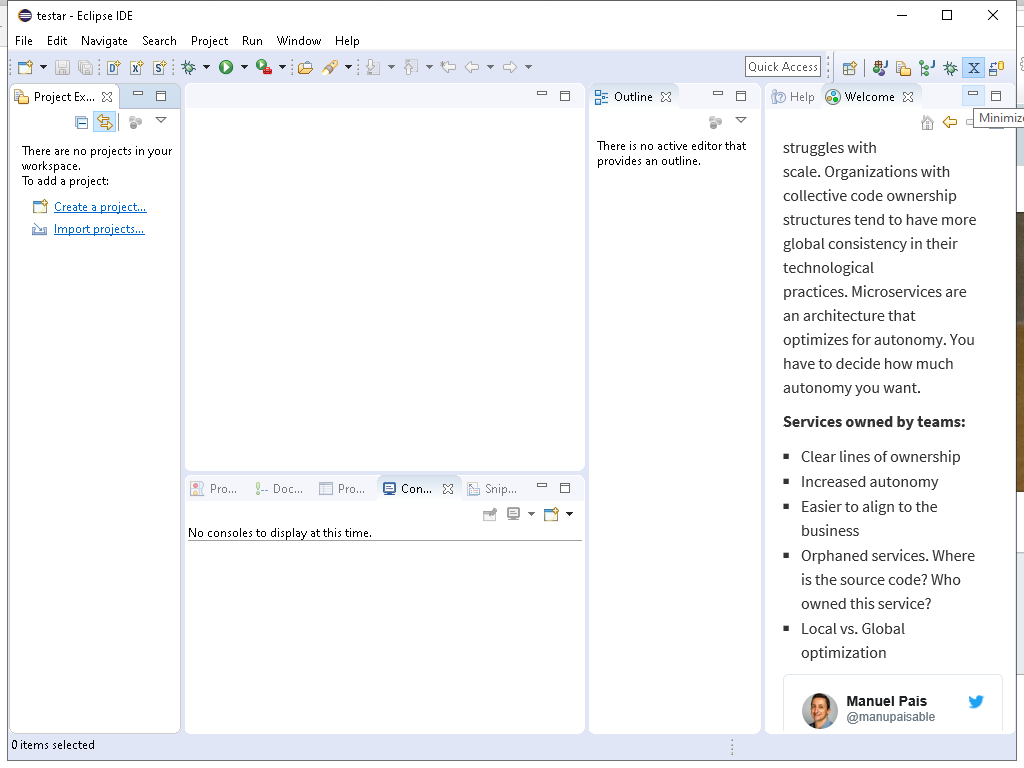 testar - Eclipse IDE
File Edit Navigate Search Project Run Window Help
Quick Access
Project Ex...
There are no projects in your
workspace.
To add a project:
Create a project...
Import projects...
Pro... Doc... Pro... Con... Snip...
No consoles to display at this time.
Outline
There is no active editor that
provides an outline.
Help Welcome
Minimize
struggles with
scale. Organizations with
collective code ownership
structures tend to have more
global consistency in their
technological
practices. Microservices are
an architecture that
optimizes for autonomy. You
have to decide how much
autonomy you want.
Services owned by teams:
Clear lines of ownership
Increased autonomy
Easier to align to the
business
Orphaned services. Where
is the source code? Who
owned this service?
Local vs. Global
optimization
Manuel Pais
@manupaisable
0 items selected